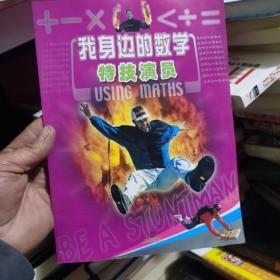 + − × < ÷ =
我身边的数学
特技演员
USING MATHS
BE A STUNTMAN